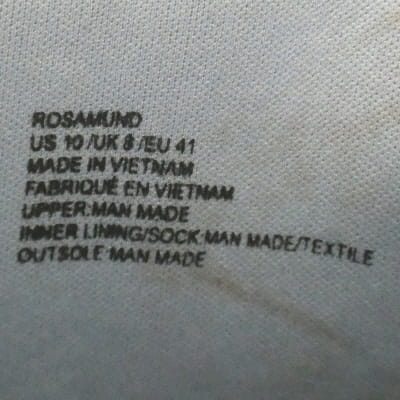 ROSAMUND
US 10/UK 8/EU 41
MADE IN VIETNAM
FABRIQUÉ EN VIETNAM
UPPER:MAN MADE
INNER LINING/SOCK:MAN MADE/TEXTILE
OUTSOLE:MAN MADE